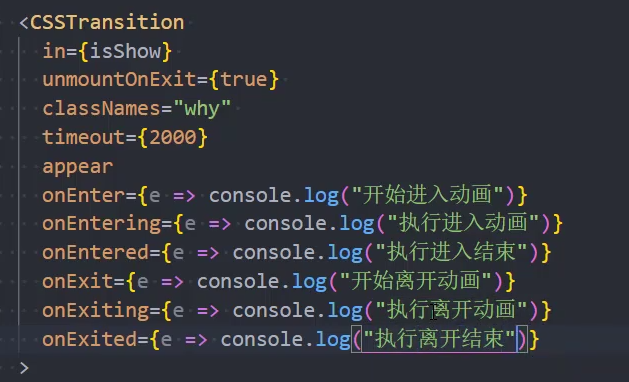 <CSSTransition
in={isShow}
unmountOnExit={true}
classNames="why"
timeout={2000}
appear
onEnter={e => console.log("开始进入动画")}
onEntering={e => console.log("执行进入动画")}
onEntered={e => console.log("执行进入结束")}
onExit={e => console.log("开始离开动画")}
onExiting={e => console.log("执行离开动画")}
onExited={e => console.log("执行离开结束")}
>